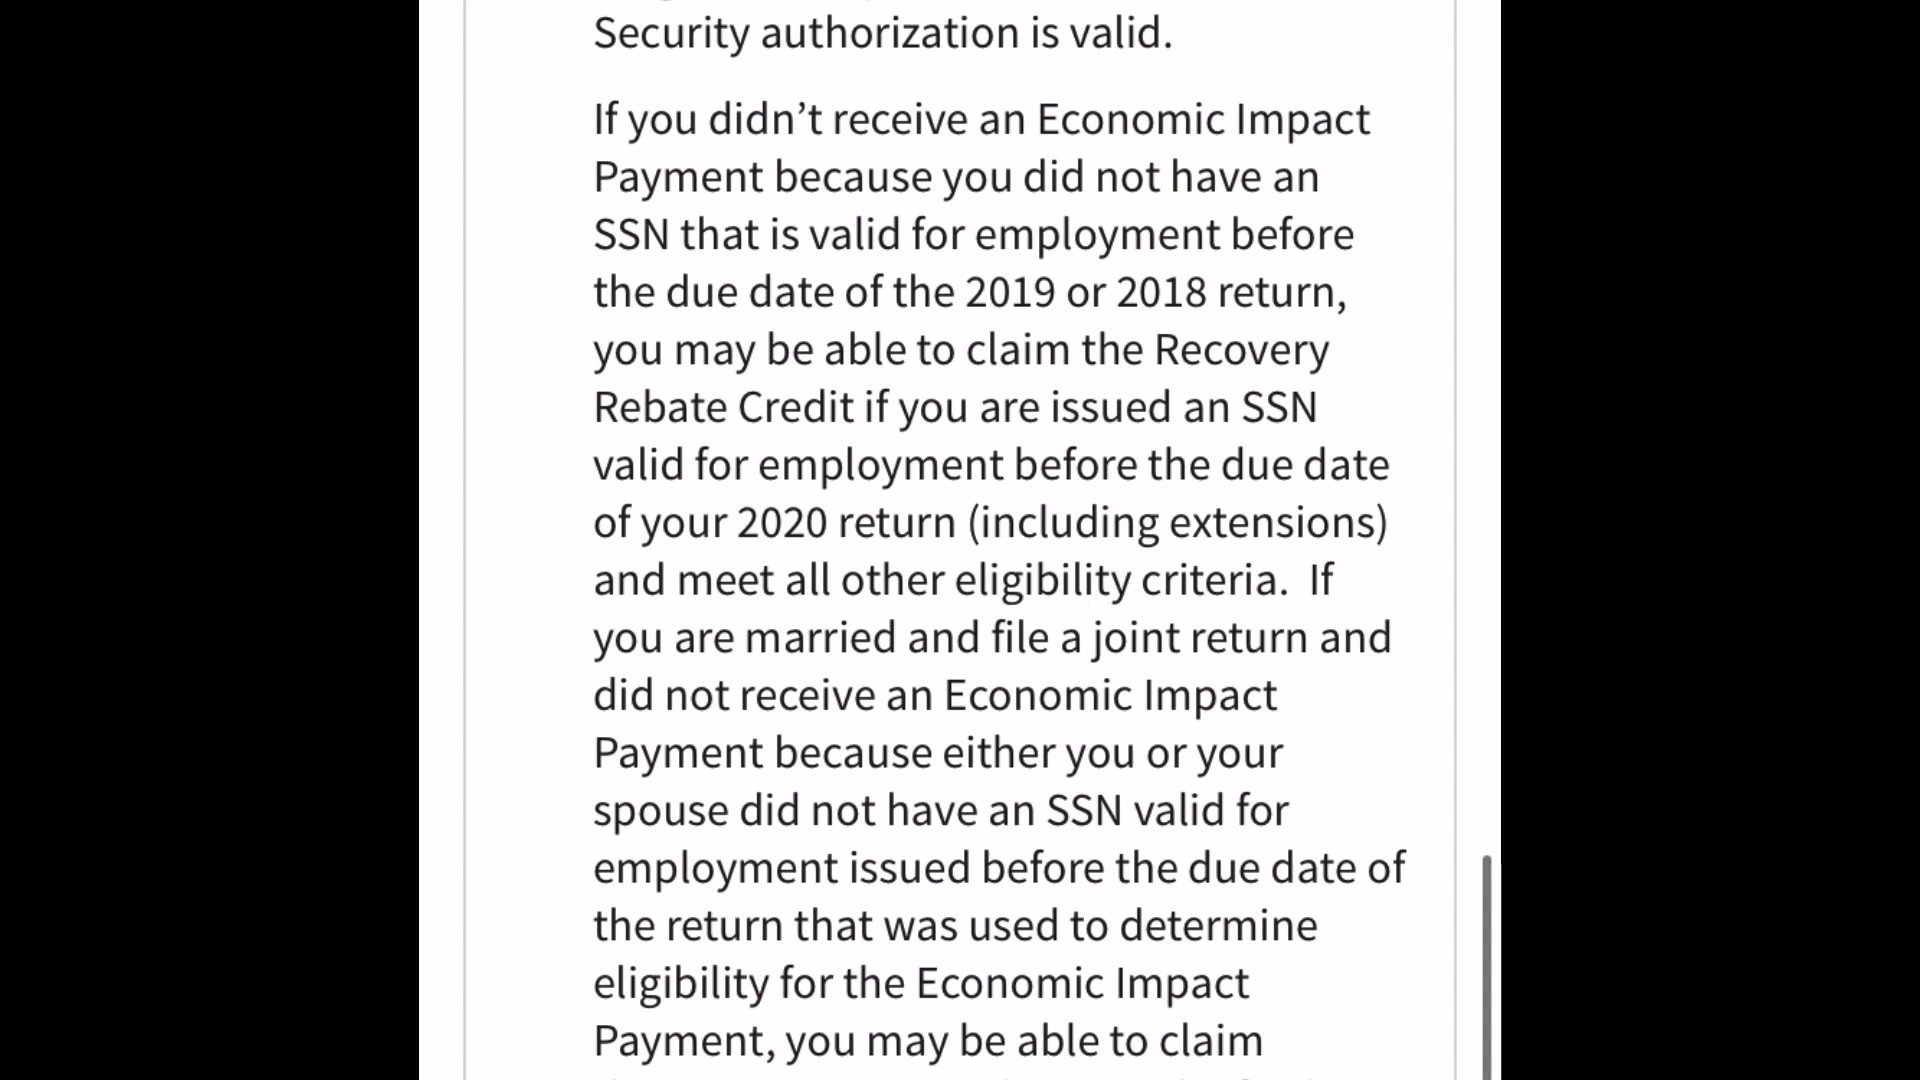 Security authorization is valid.
If you didn’t receive an Economic Impact
Payment because you did not have an
SSN that is valid for employment before
the due date of the 2019 or 2018 return,
you may be able to claim the Recovery
Rebate Credit if you are issued an SSN
valid for employment before the due date
of your 2020 return (including extensions)
and meet all other eligibility criteria.  If
you are married and file a joint return and
did not receive an Economic Impact
Payment because either you or your
spouse did not have an SSN valid for
employment issued before the due date of
the return that was used to determine
eligibility for the Economic Impact
Payment, you may be able to claim